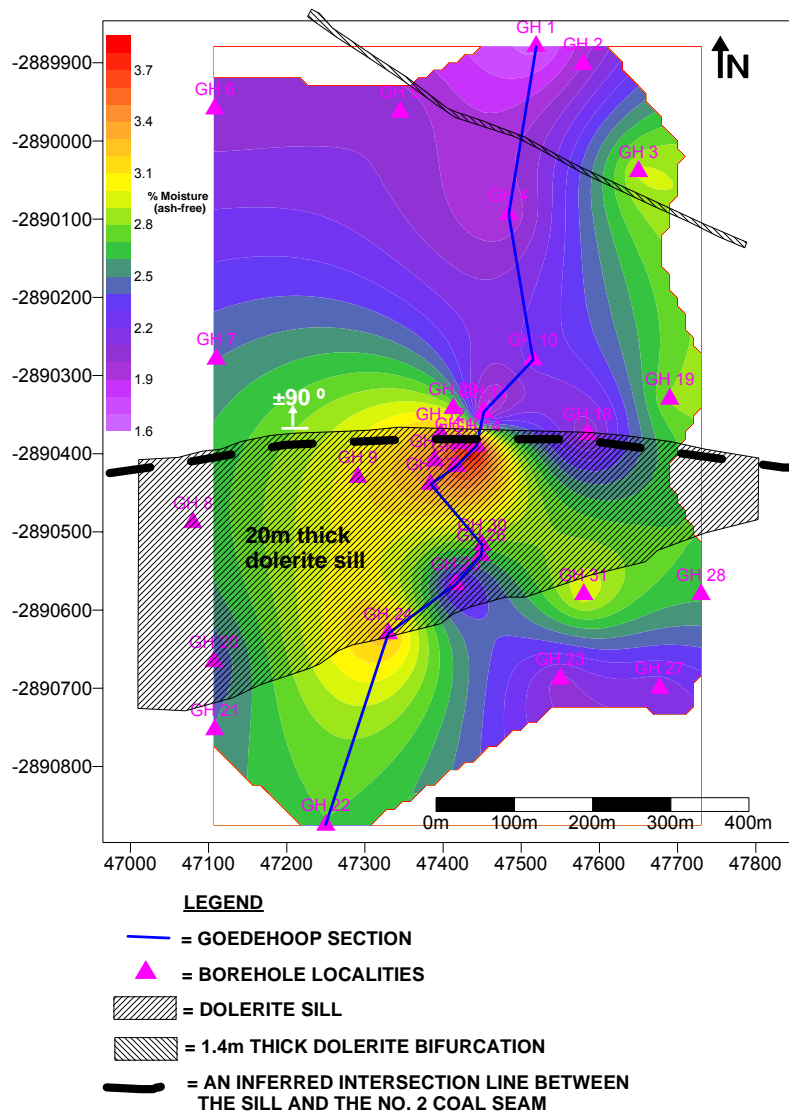 GH 1
GH 2
-2889900
3.7
N
GH 6
3.4
-2890000
GH 3
3.1
% Moisture
(ash-free)
2.8
-2890100
2.5
-2890200
2.2
GH 7
GH 10
-2890300
1.9
GH 19
±90 º
1.6
GH 18
-2890400
GH 9
GH 8
-2890500
20m thick
dolerite sill
GH 30
GH 31
GH 28
-2890600
GH 24
GH 20
GH 23
GH 27
-2890700
GH 21
-2890800
GH 22
0m
100m
200m
300m
400m
47000
47100
47200
47300
47400
47500
47600
47700
47800
LEGEND
= GOEDEHOOP SECTION
= BOREHOLE LOCALITIES
= DOLERITE SILL
= 1.4m THICK DOLERITE BIFURCATION
= AN INFERRED INTERSECTION LINE BETWEEN
THE SILL AND THE NO. 2 COAL SEAM